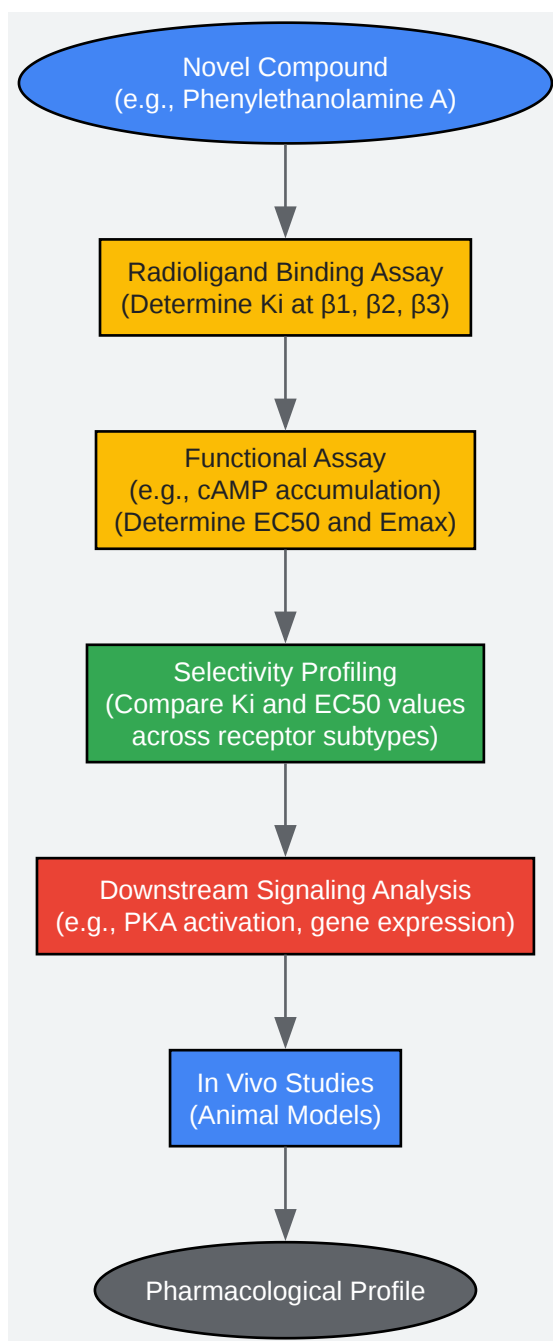 Novel Compound
(e.g., Phenylethanolamine A)
Radioligand Binding Assay
(Determine Ki at β1, β2, β3)
Functional Assay
(e.g., cAMP accumulation)
(Determine EC50 and Emax)
Selectivity Profiling
(Compare Ki and EC50 values
across receptor subtypes)
Downstream Signaling Analysis
(e.g., PKA activation, gene expression)
In Vivo Studies
(Animal Models)
Pharmacological Profile